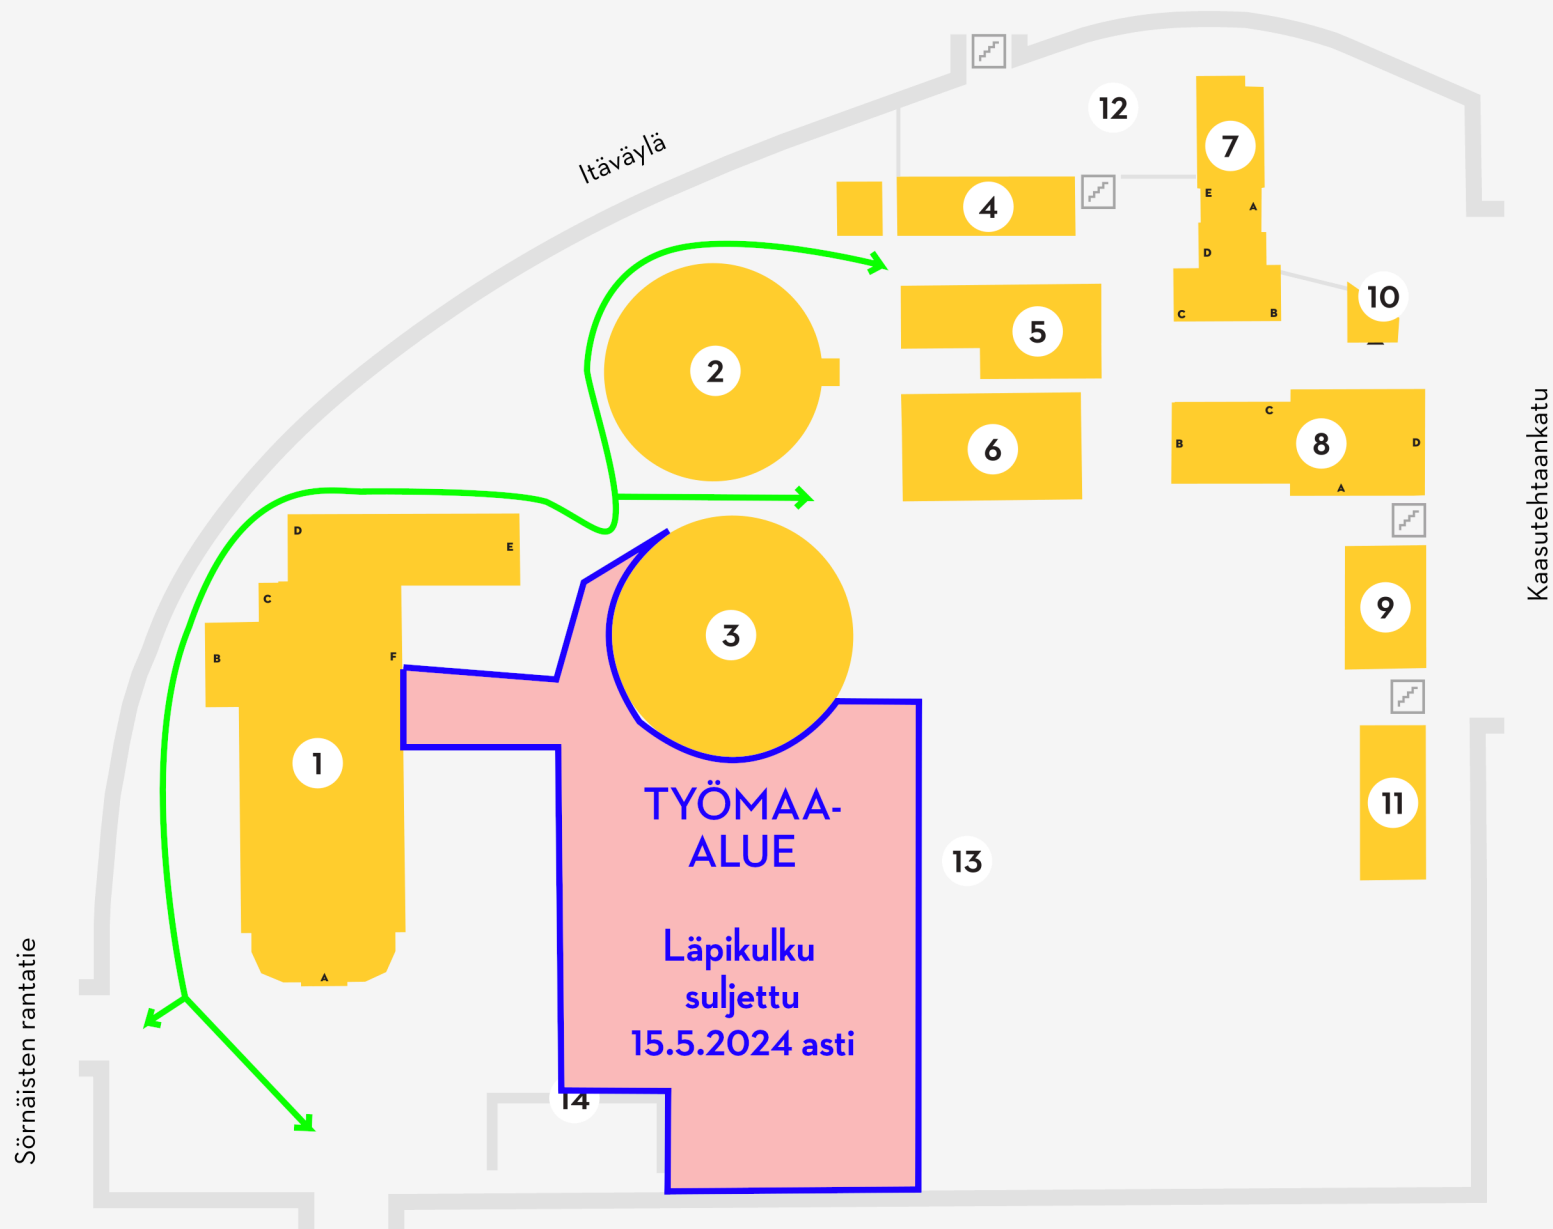 Itäväylä
12
7
E
A
D
C
B
4
10
5
2
6
B
C
8
D
A
Kaasutehtaankatu
D
E
C
B
F
1
A
3
9
11
13
TYÖMAA-
ALUE
Läpikulku
suljettu
15.5.2024 asti
14
Sörnäisten rantatie